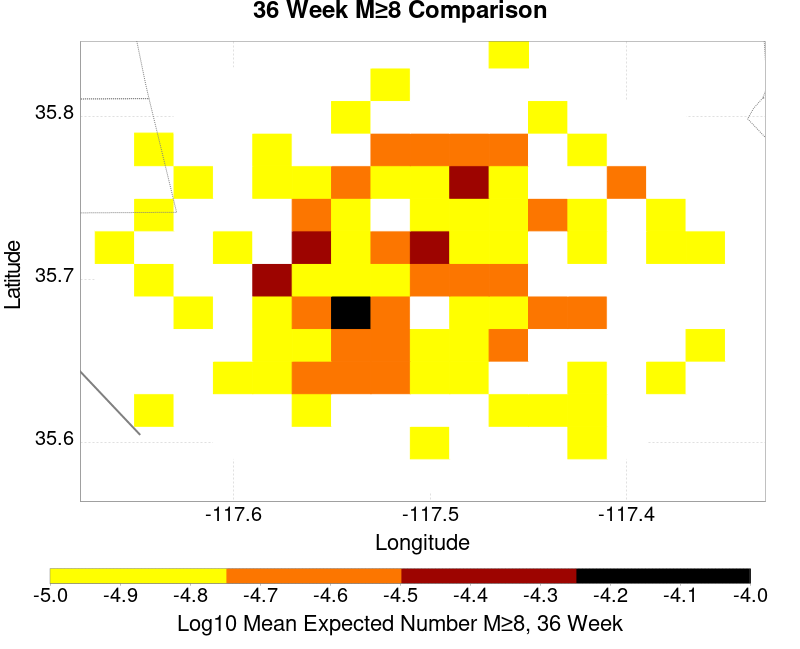 36 Week M≥8 Comparison
35.8
35.7
35.6
Latitude
-117.6 -117.5 -117.4
Longitude
-5.0 -4.9 -4.8 -4.7 -4.6 -4.5 -4.4 -4.3 -4.2 -4.1 -4.0
Log10 Mean Expected Number M≥8, 36 Week